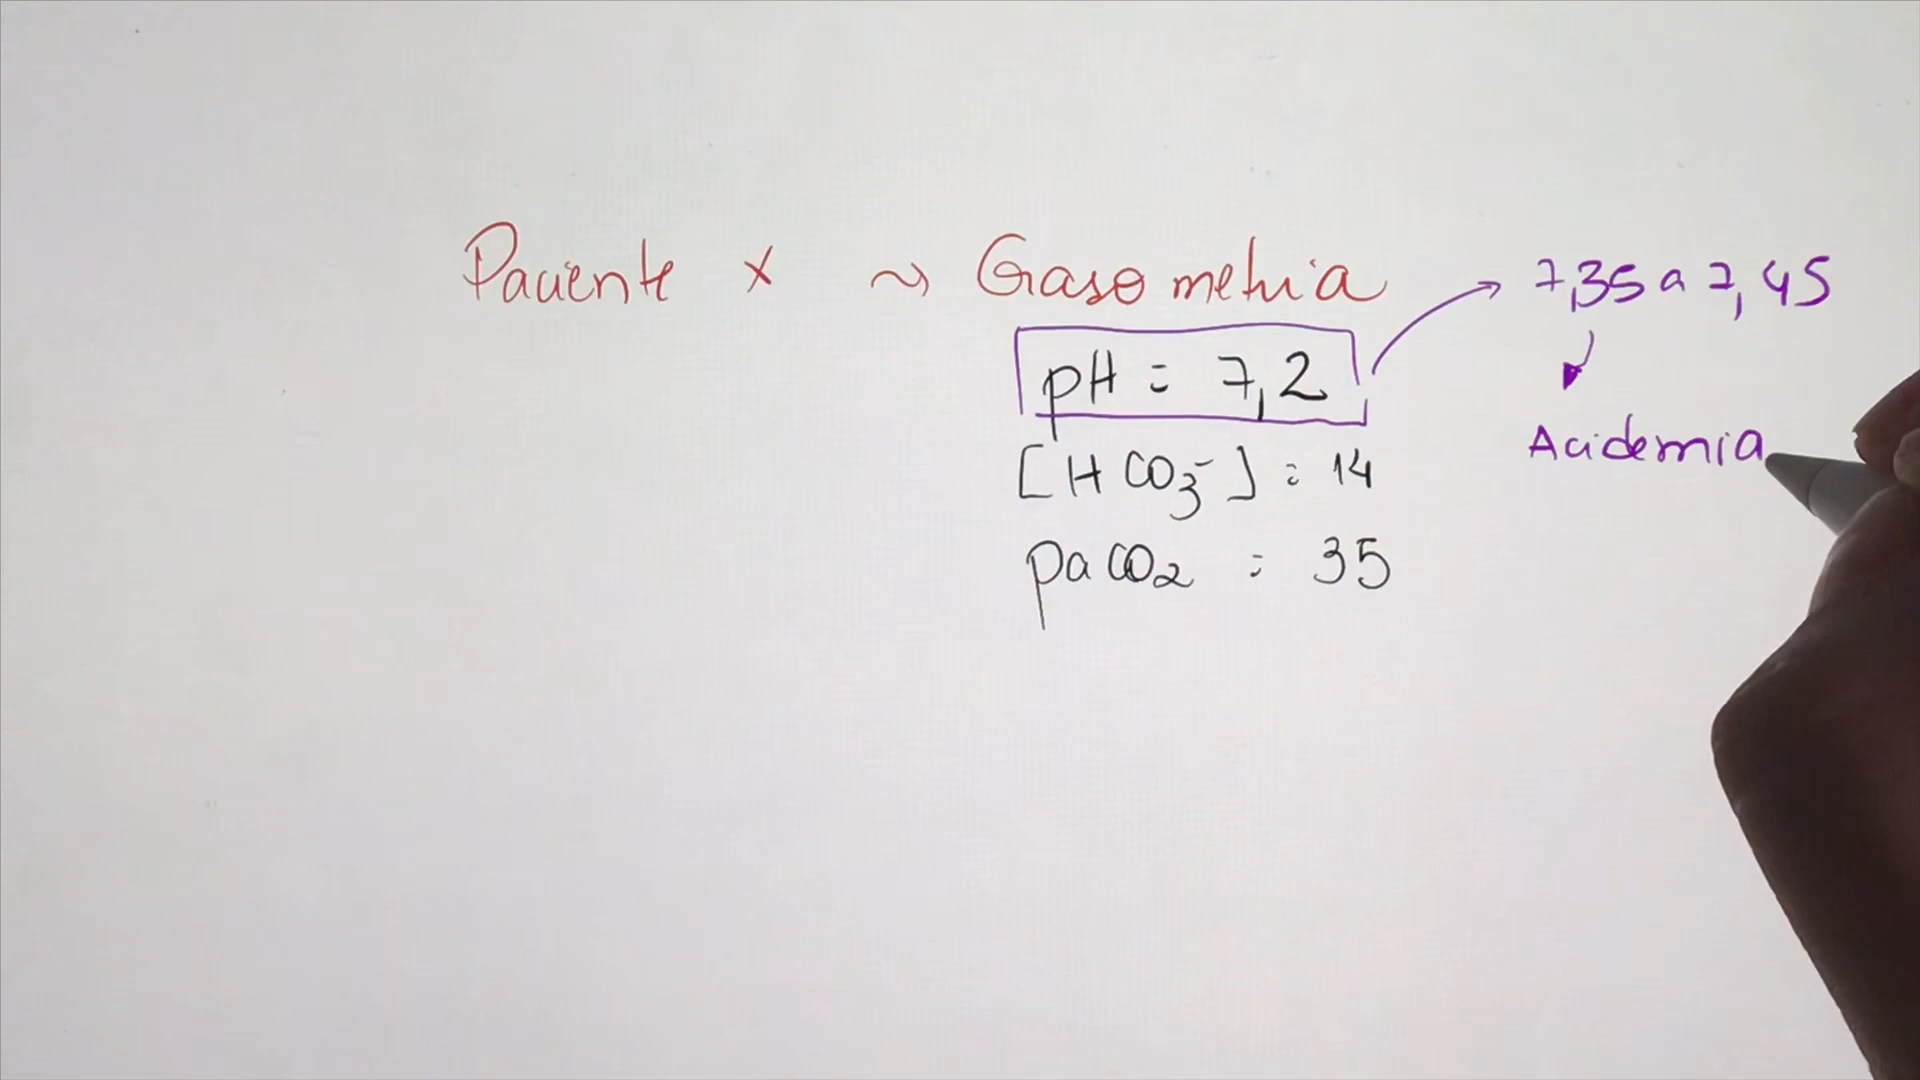 Paciente x ~> Gasometria
pH = 7,2
[HCO3-] = 14
paCO2 = 35
7,35 a 7,45
Acidemia